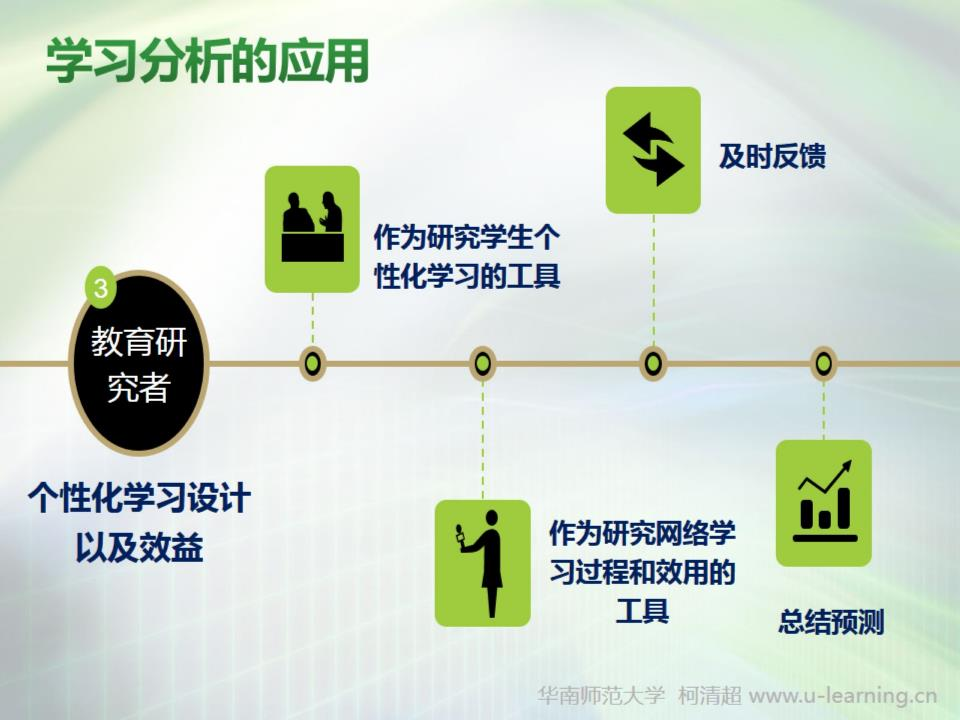 学习分析的应用
及时反馈
作为研究学生个
性化学习的工具
3
教育研
究者
个性化学习设计
以及效益
作为研究网络学
习过程和效用的
工具
总结预测
华南师范大学 柯清超 www.u-learning.cn